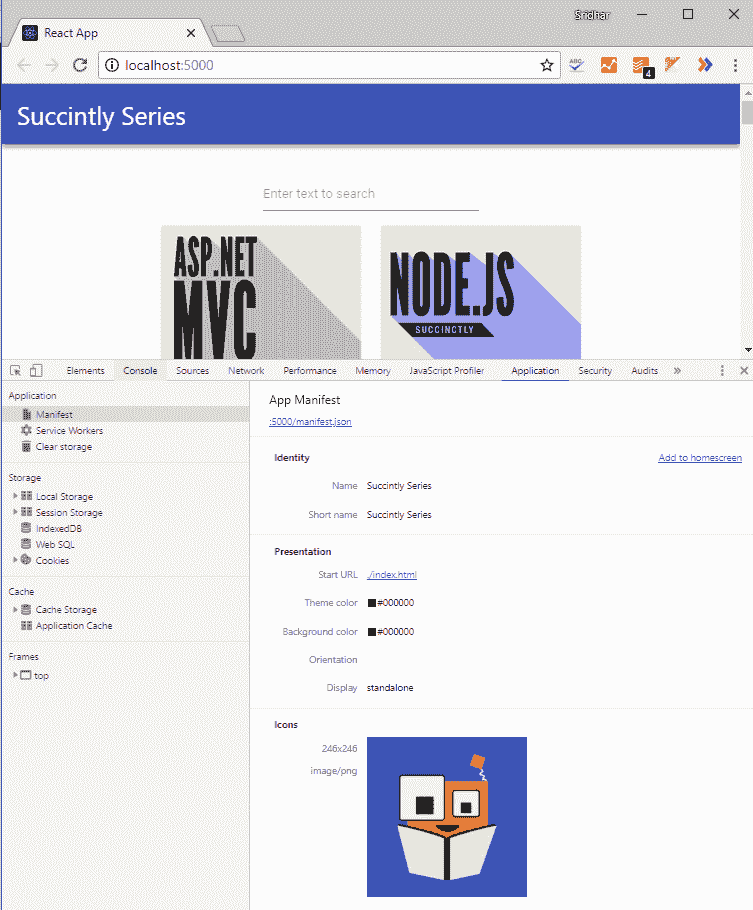 Sridhar
React App
localhost:5000
ABC
4
Succintly Series
Enter text to search
ASP.NET
MVC
NODE.JS
SUCCINCTLY
Elements Console Sources Network Performance Memory JavaScript Profiler Application Security Audits »
Application
Manifest
Service Workers
Clear storage
Storage
Local Storage
Session Storage
IndexedDB
Web SQL
Cookies
Cache
Cache Storage
Application Cache
Frames
top
App Manifest
:5000/manifest.json
Identity Add to homescreen
Name Succintly Series
Short name Succintly Series
Presentation
Start URL ./index.html
Theme color #000000
Background color #000000
Orientation
Display standalone
Icons
246x246
image/png